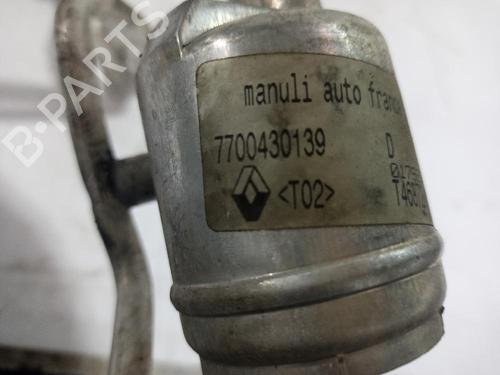 B-PARTS
manuli auto franc
7700430139 D
<T02>